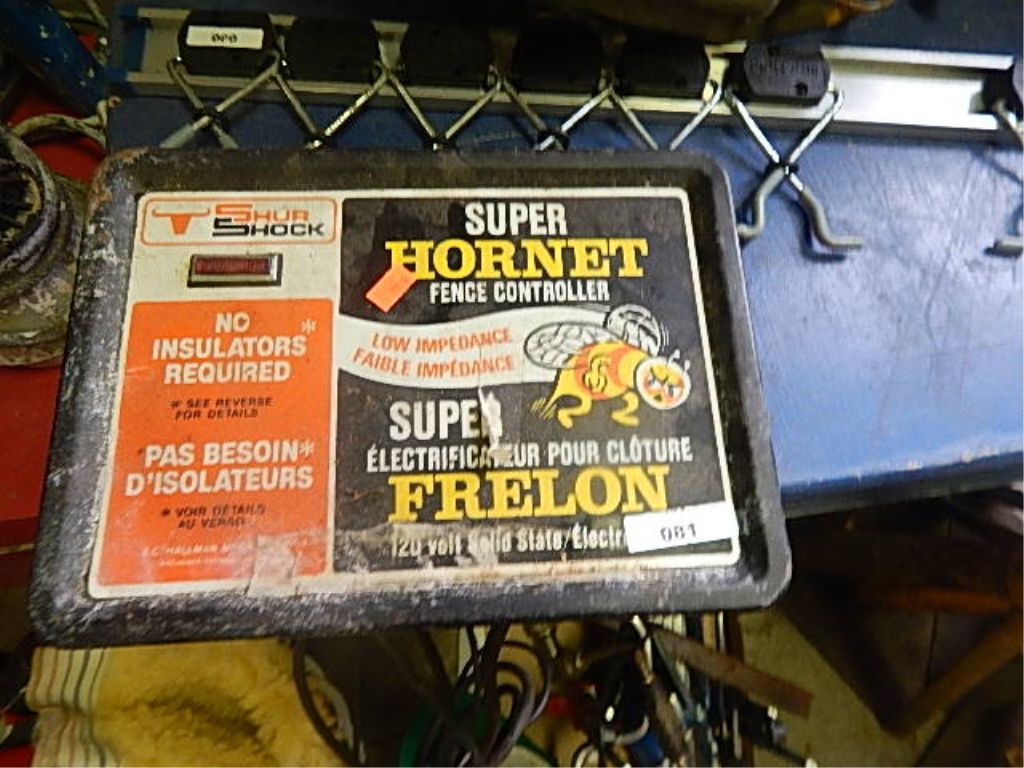 020
SHUR
SHOCK
SUPER
HORNET
FENCE CONTROLLER
NO
INSULATORS*
REQUIRED
* SEE REVERSE
FOR DETAILS
LOW IMPEDANCE
FAIBLE IMPÉDANCE
PAS BESOIN*
D'ISOLATEURS
* VOIR DÉTAILS
AU VERSO
SUPER
ÉLECTRIFICATEUR POUR CLÔTURE
FRELON
120 volt Solid State/Electr
081